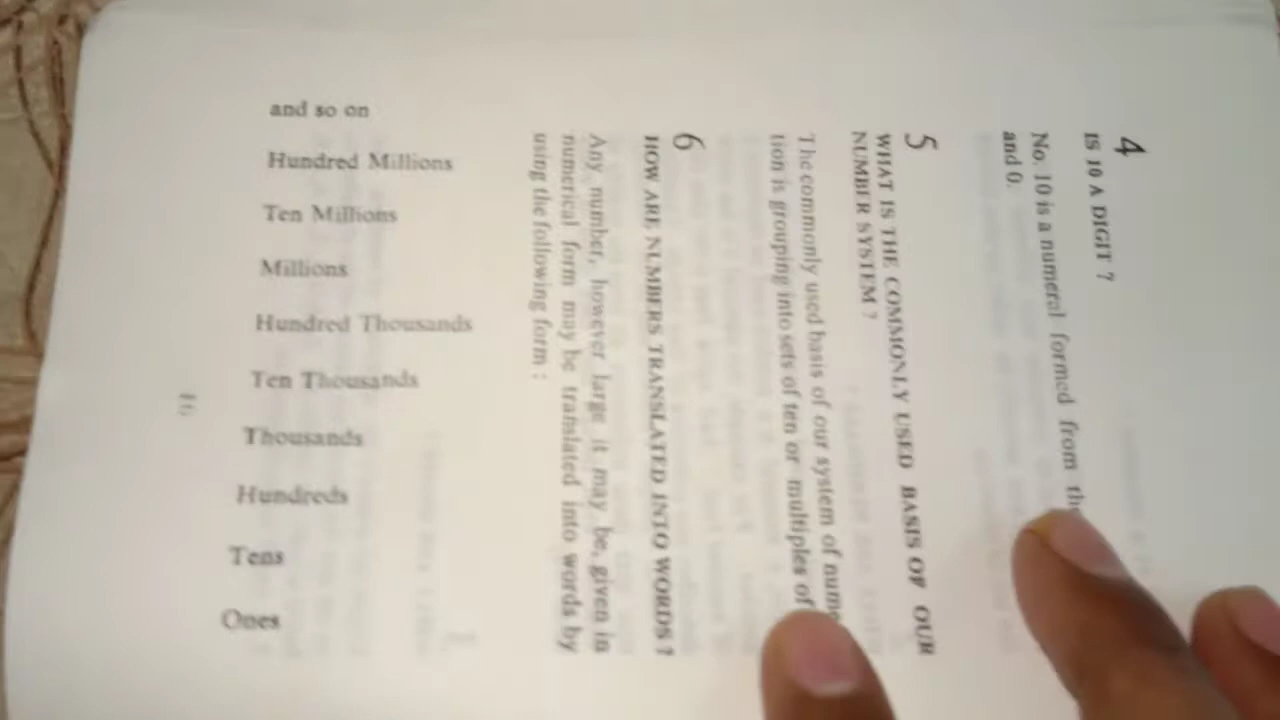 4
IS 10 A DIGIT ?
No. 10 is a numeral formed from
and 0.
5
WHAT IS THE COMMONLY USED BASIS OF OUR
NUMBER SYSTEM ?
The commonly used basis of our system of
tion is grouping into sets of ten or multiples of
6
HOW ARE NUMBERS TRANSLATED INTO WORDS ?
Any number, however large it may be, given in
numerical form may be translated into words by
using the following form :
and so on
Hundred Millions
Ten Millions
Millions
Hundred Thousands
Ten Thousands
Thousands
Hundreds
Tens
Ones